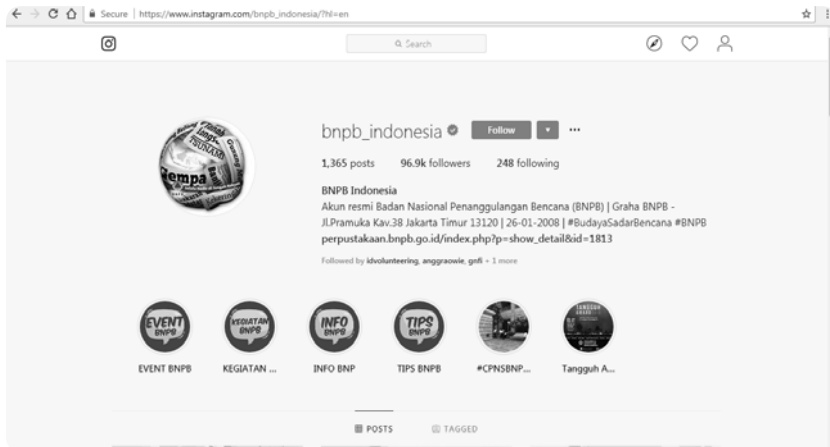 Secure | https://www.instagram.com/bnpb_indonesia/?hl=en
Search
bnpb_indonesia Follow
1,365 posts 96.9k followers 248 following
BNPB Indonesia
Akun resmi Badan Nasional Penanggulangan Bencana (BNPB) | Graha BNPB -
Jl.Pramuka Kav.38 Jakarta Timur 13120 | 26-01-2008 | #BudayaSadarBencana #BNPB
perpustakaan.bnpb.go.id/index.php?p=show_detail&id=1813
Followed by idvolunteering, anggraowie, gnfi + 1 more
TSUNAMI
Gempa
EVENT
BNPB
KEGIATAN
BNPB
INFO
BNPB
TIPS
BNPB
EVENT BNPB KEGIATAN ... INFO BNP TIPS BNPB #CPNSBNP... Tangguh A...
POSTS TAGGED